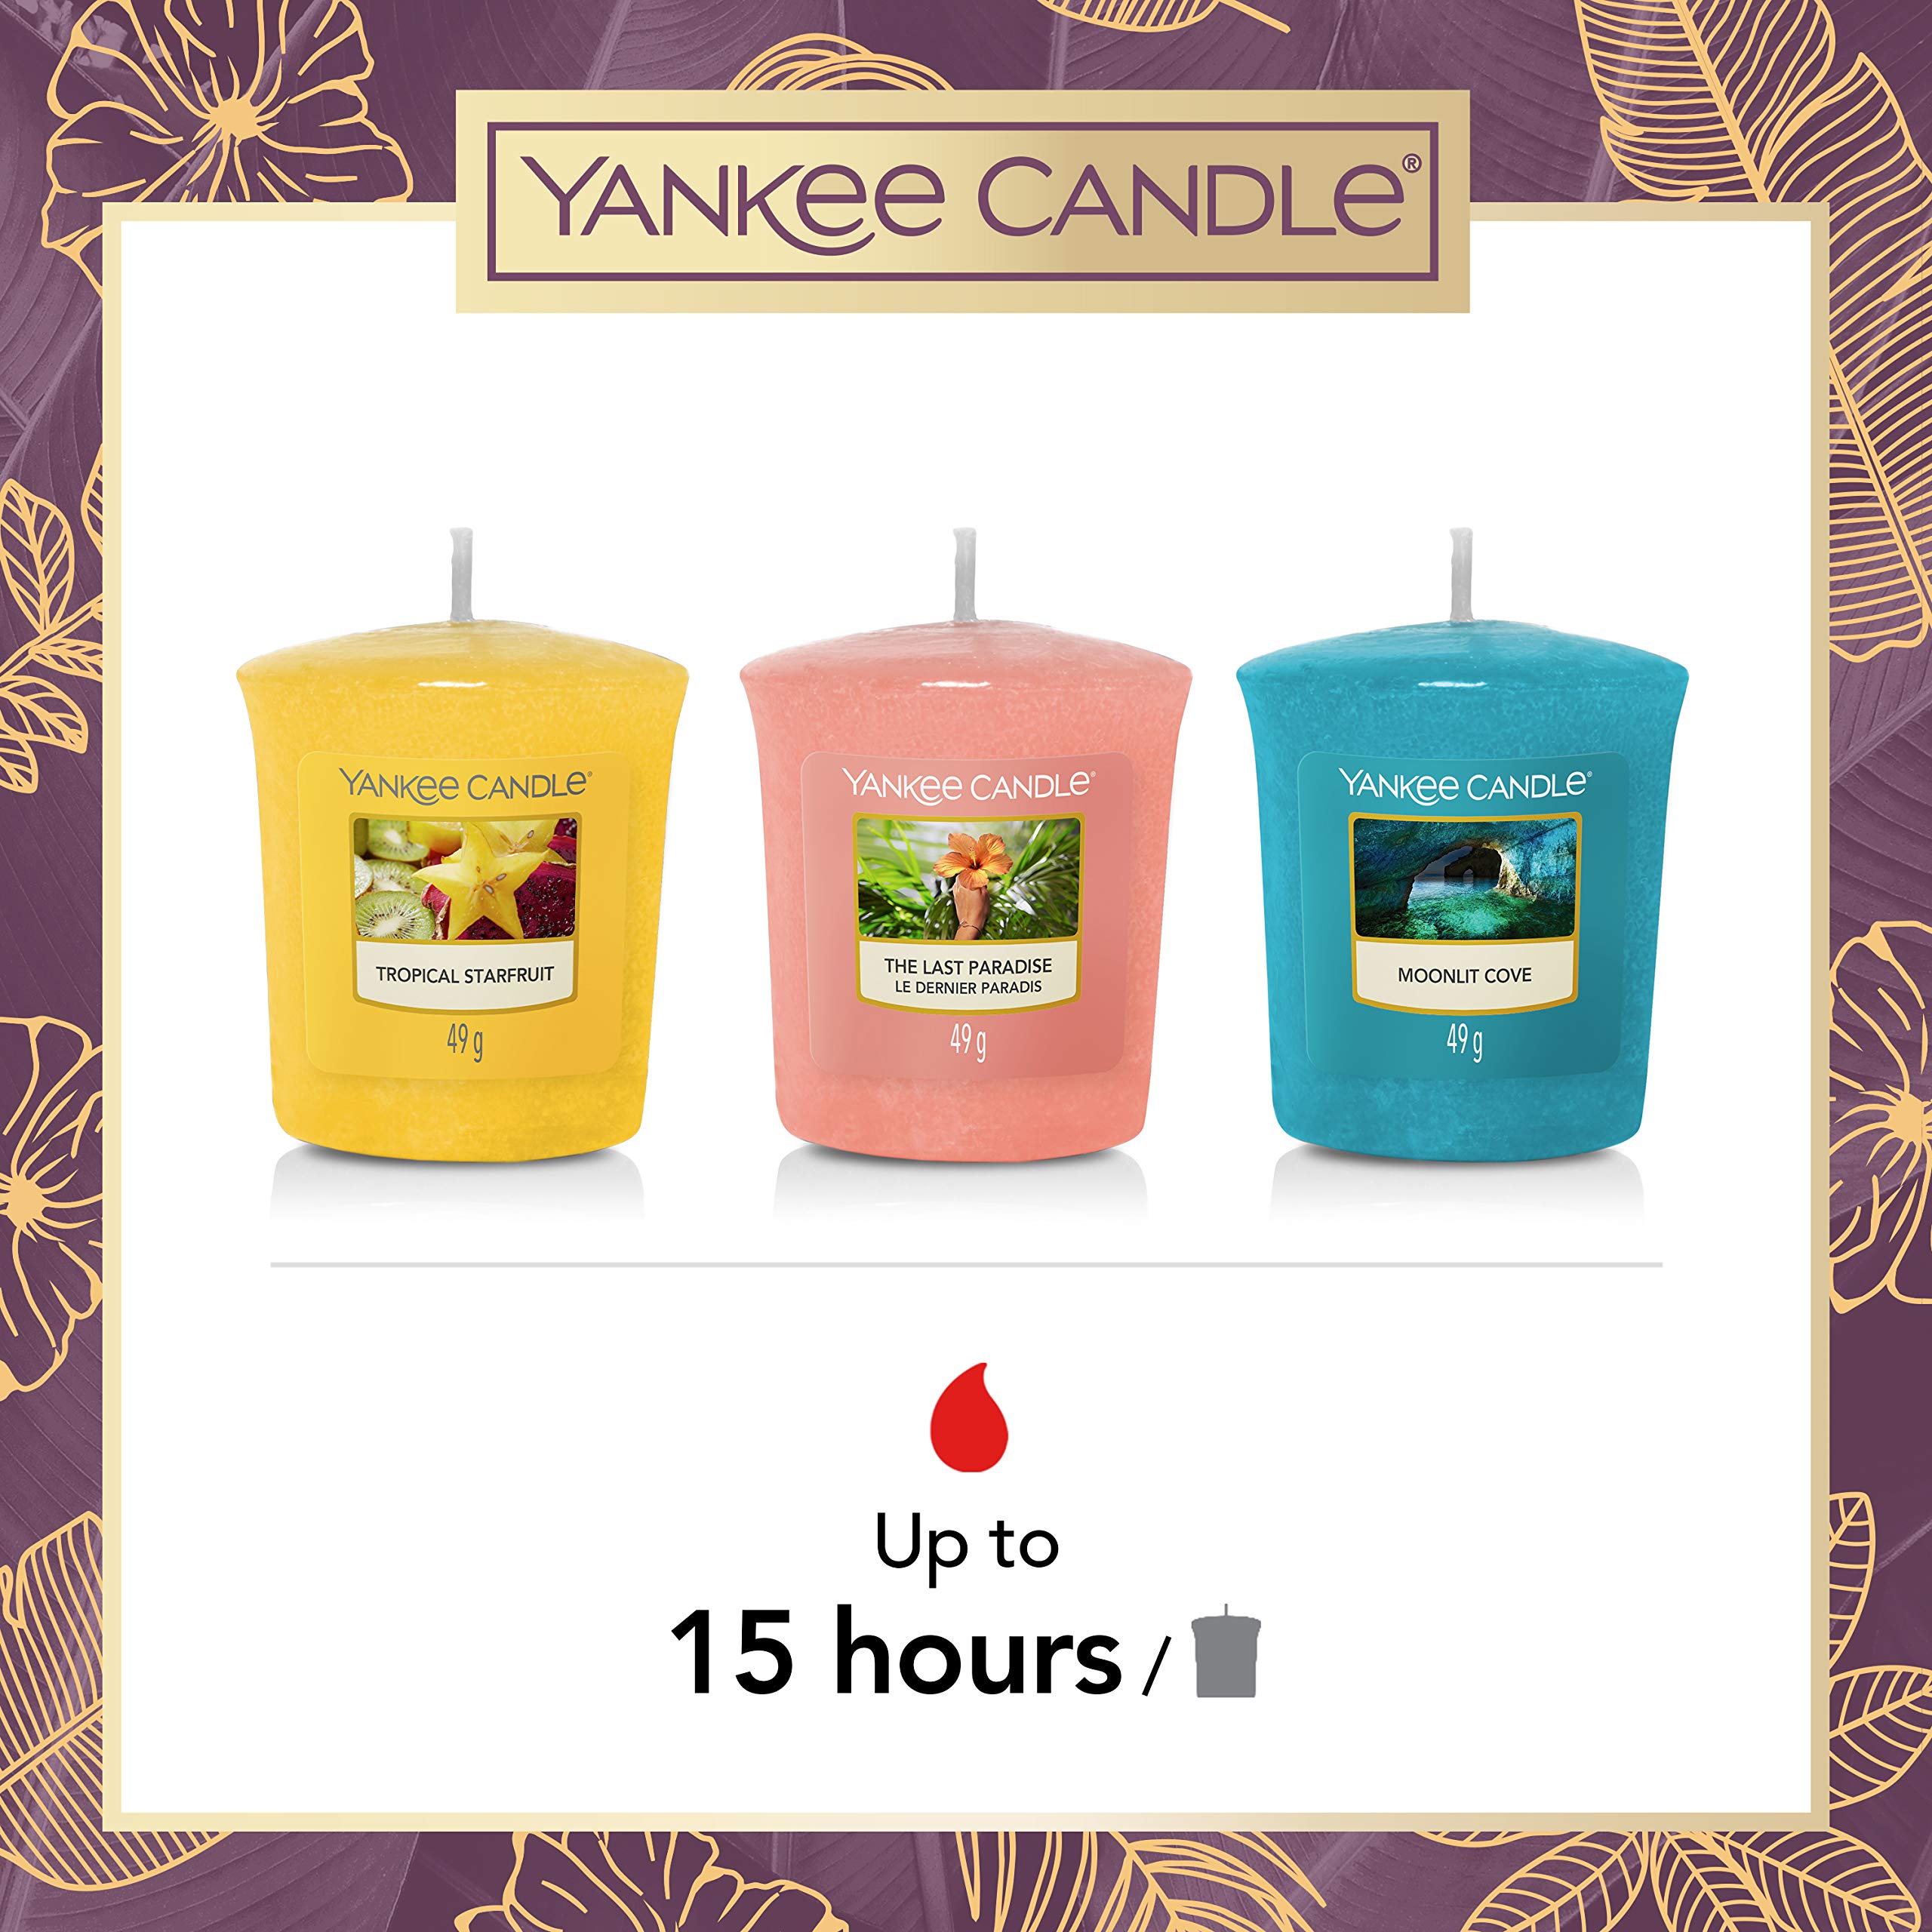 YANKEE CANDLE®
YANKEE CANDLE®
TROPICAL STARFRUIT
49 g
YANKEE CANDLE®
THE LAST PARADISE
LE DERNIER PARADIS
49 g
YANKEE CANDLE®
MOONLIT COVE
49 g
Up to
15 hours /